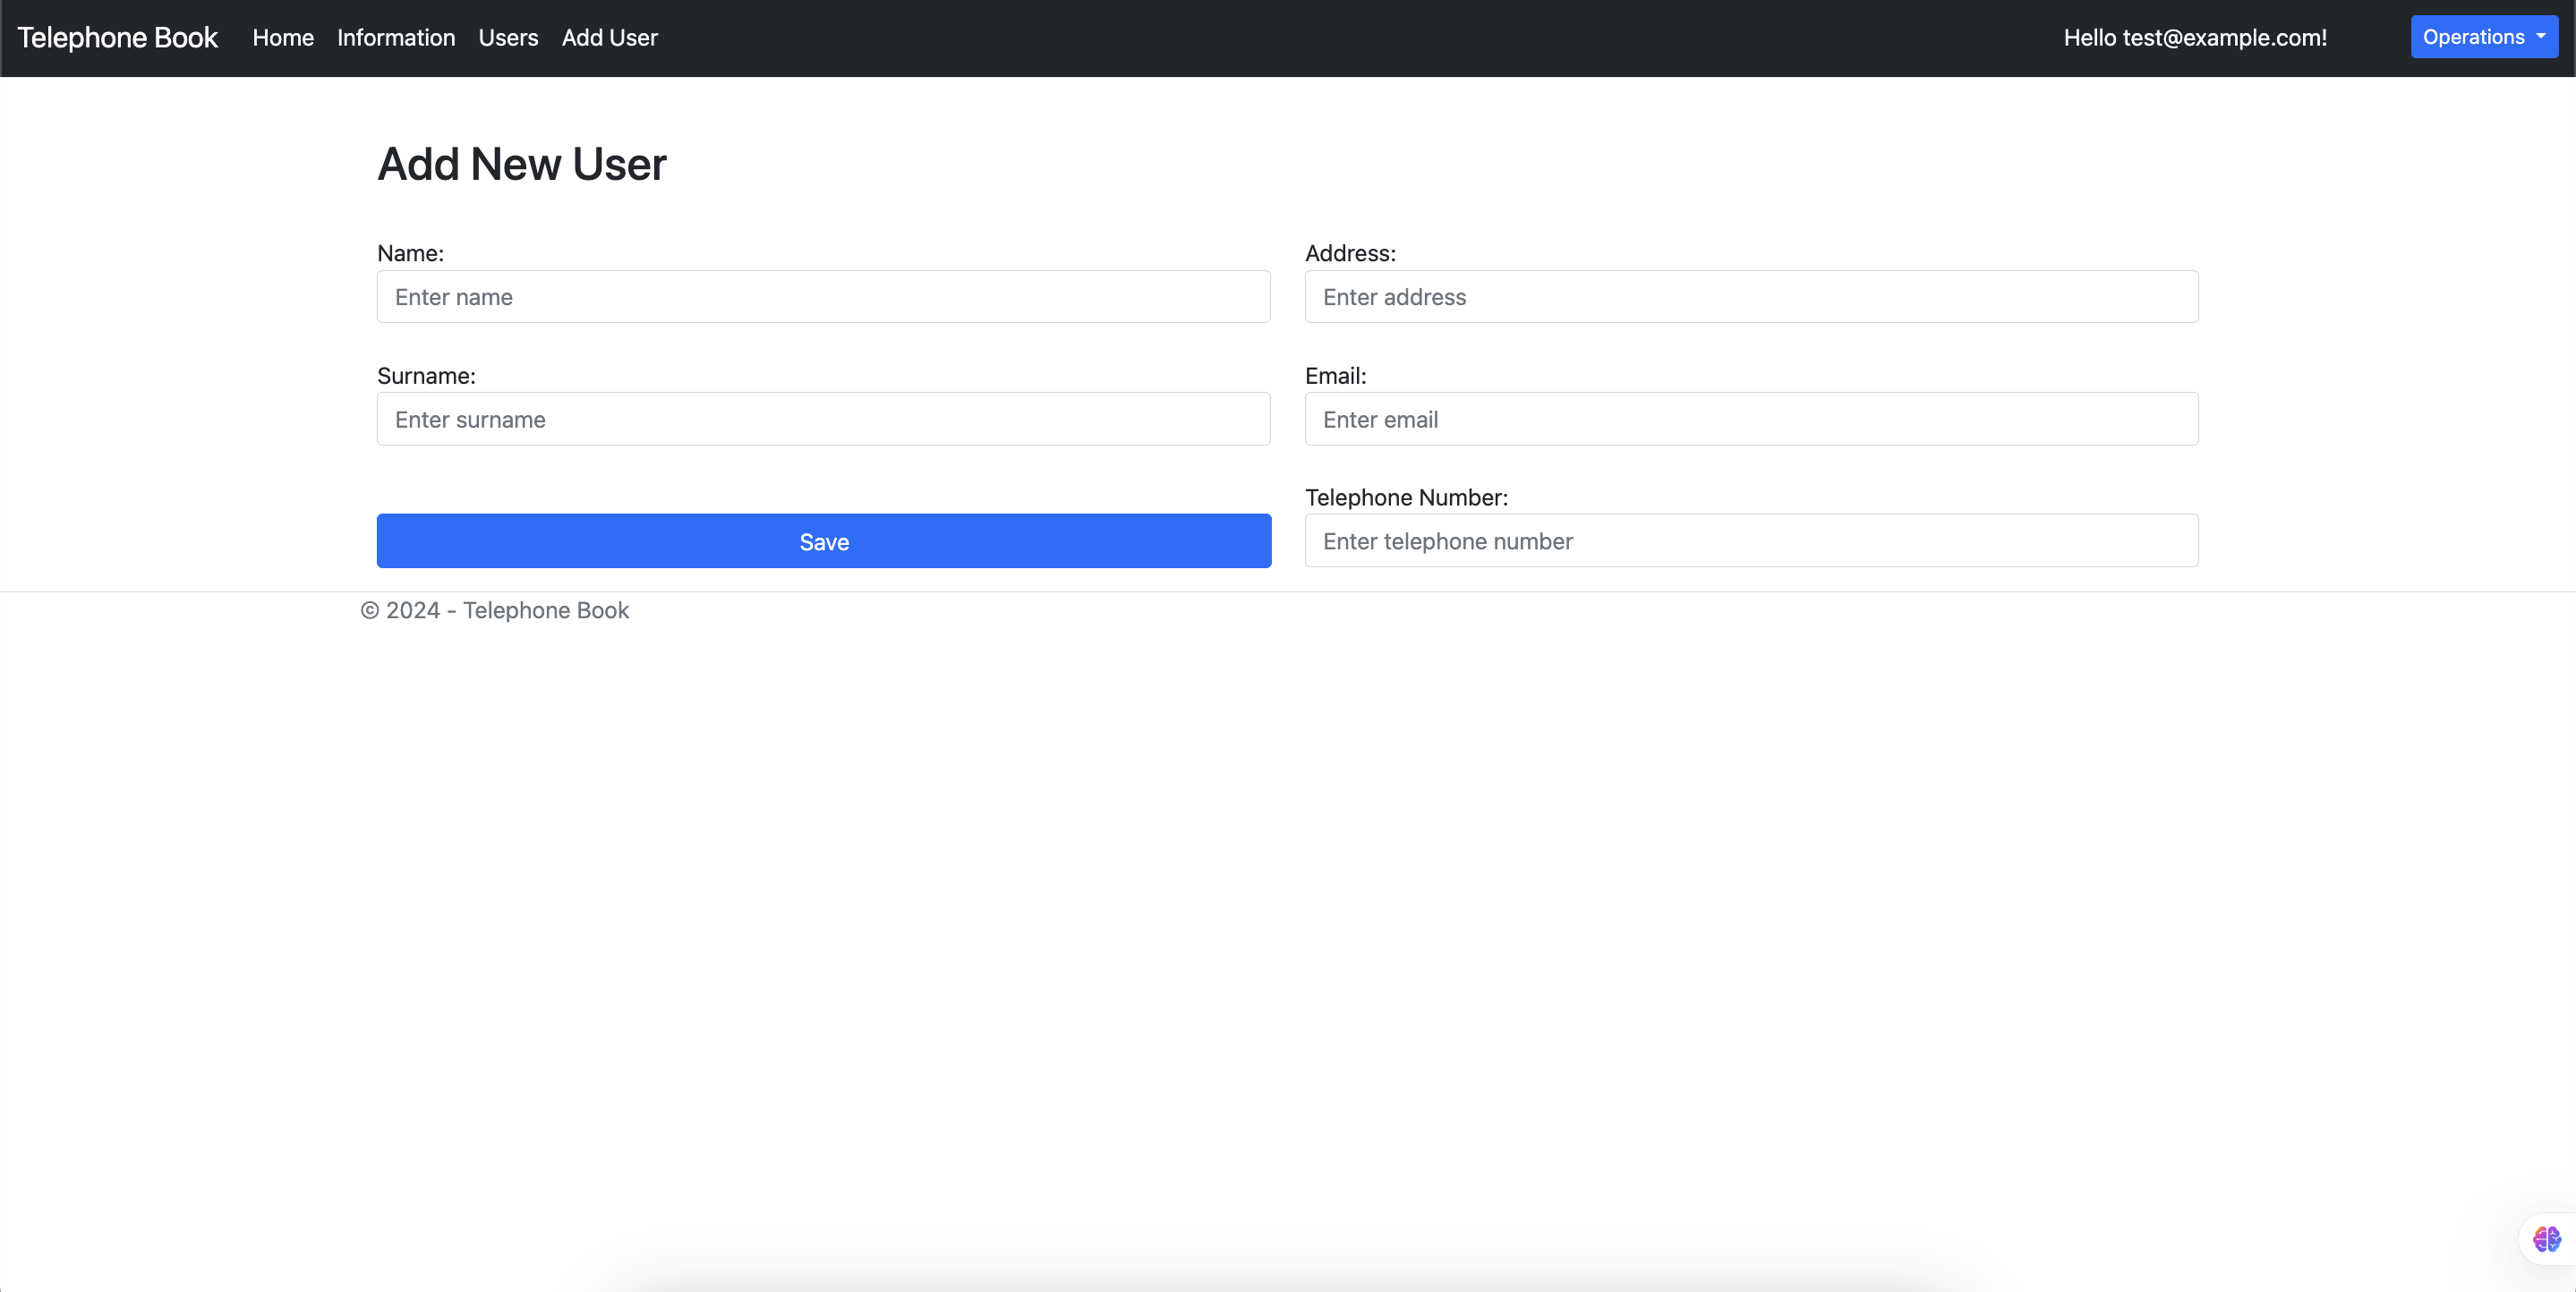 Telephone Book Home Information Users Add User Hello test@example.com! Operations
Add New User
Name:
Enter name
Surname:
Enter surname
Save
Address:
Enter address
Email:
Enter email
Telephone Number:
Enter telephone number
© 2024 - Telephone Book